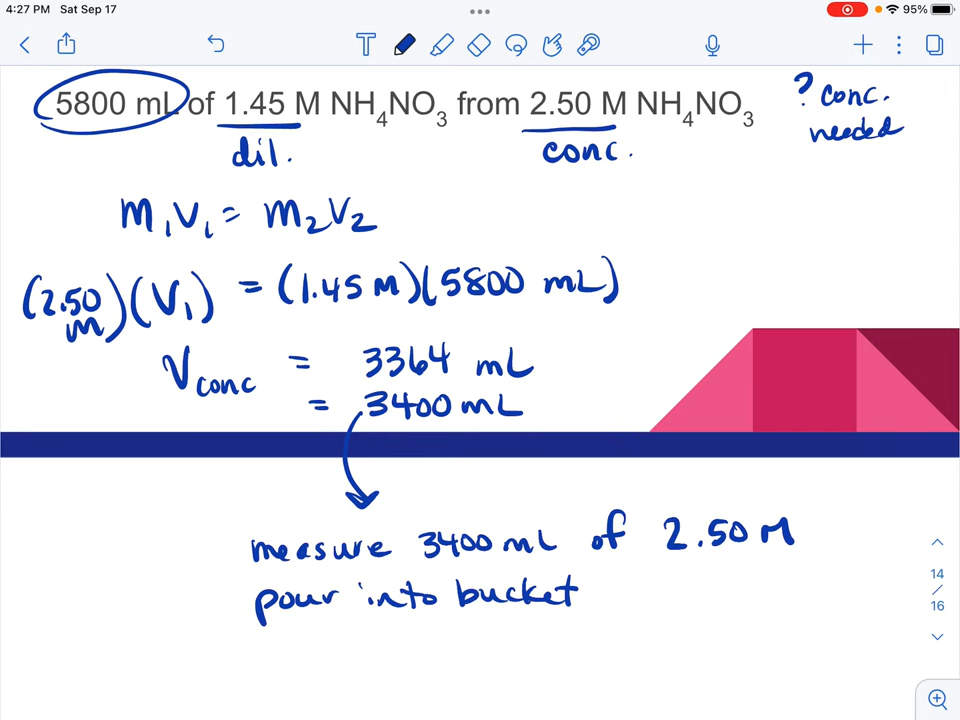 4:27 PM Sat Sep 17
95%
5800 mL of 1.45 M NH₄NO₃ from 2.50 M NH₄NO₃
? conc.
needed
dil.
conc.
M₁V₁ = M₂V₂
(2.50 M)(V₁) = (1.45 M)(5800 mL)
Vconc = 3364 mL
= 3400 mL
measure 3400 mL of 2.50 M
pour into bucket
14
/
16